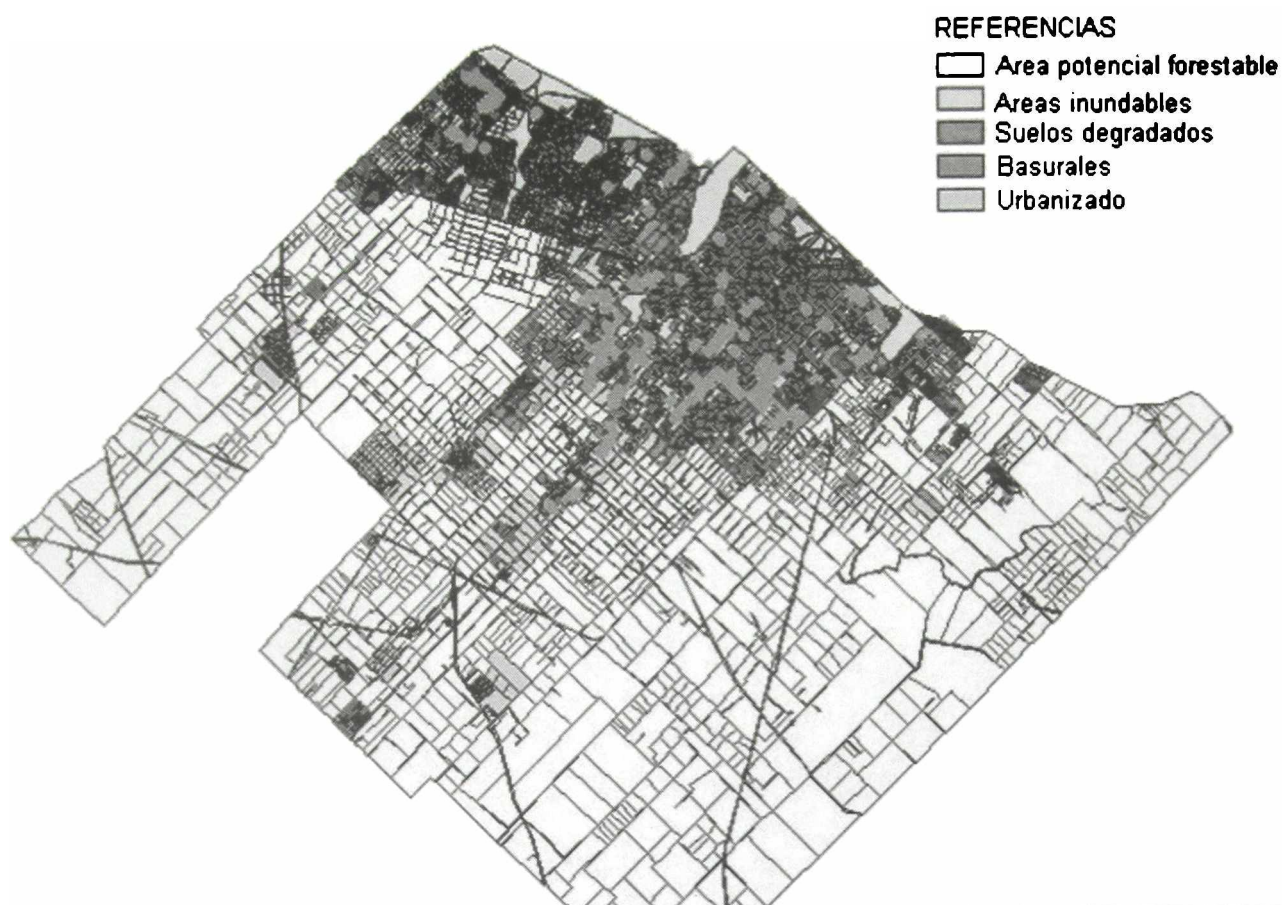 REFERENCIAS
Area potencial forestable
Areas inundables
Suelos degradados
Basurales
Urbanizado